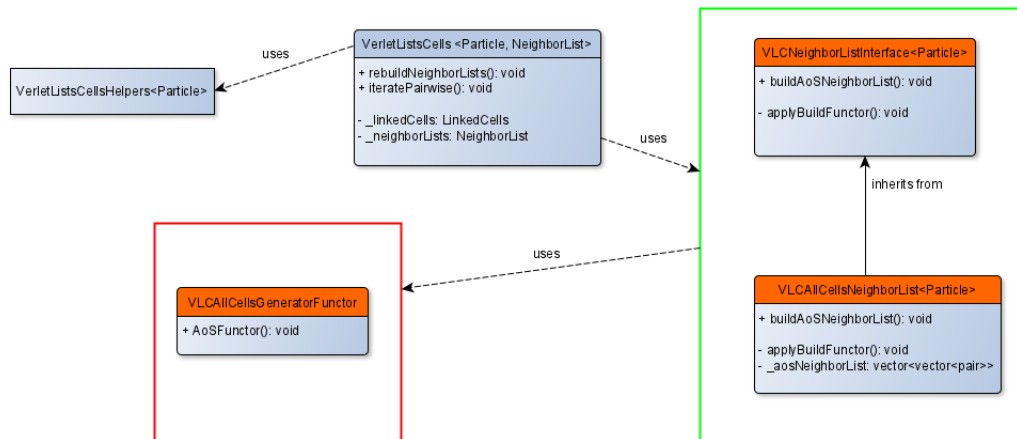 VerletListsCells <Particle, NeighborList>
+ rebuildNeighborLists(): void
+ iteratePairwise(): void
- _linkedCells: LinkedCells
- _neighborLists: NeighborList
uses
VerletListsCellsHelpers<Particle>
uses
VLCNeighborListInterface<Particle>
+ buildAoSNeighborList(): void
- applyBuildFunctor(): void
inherits from
uses
VLCAllCellsGeneratorFunctor
+ AoSFunctor(): void
VLCAllCellsNeighborList<Particle>
+ buildAoSNeighborList(): void
- applyBuildFunctor(): void
- _aosNeighborList: vector<vector<pair>>